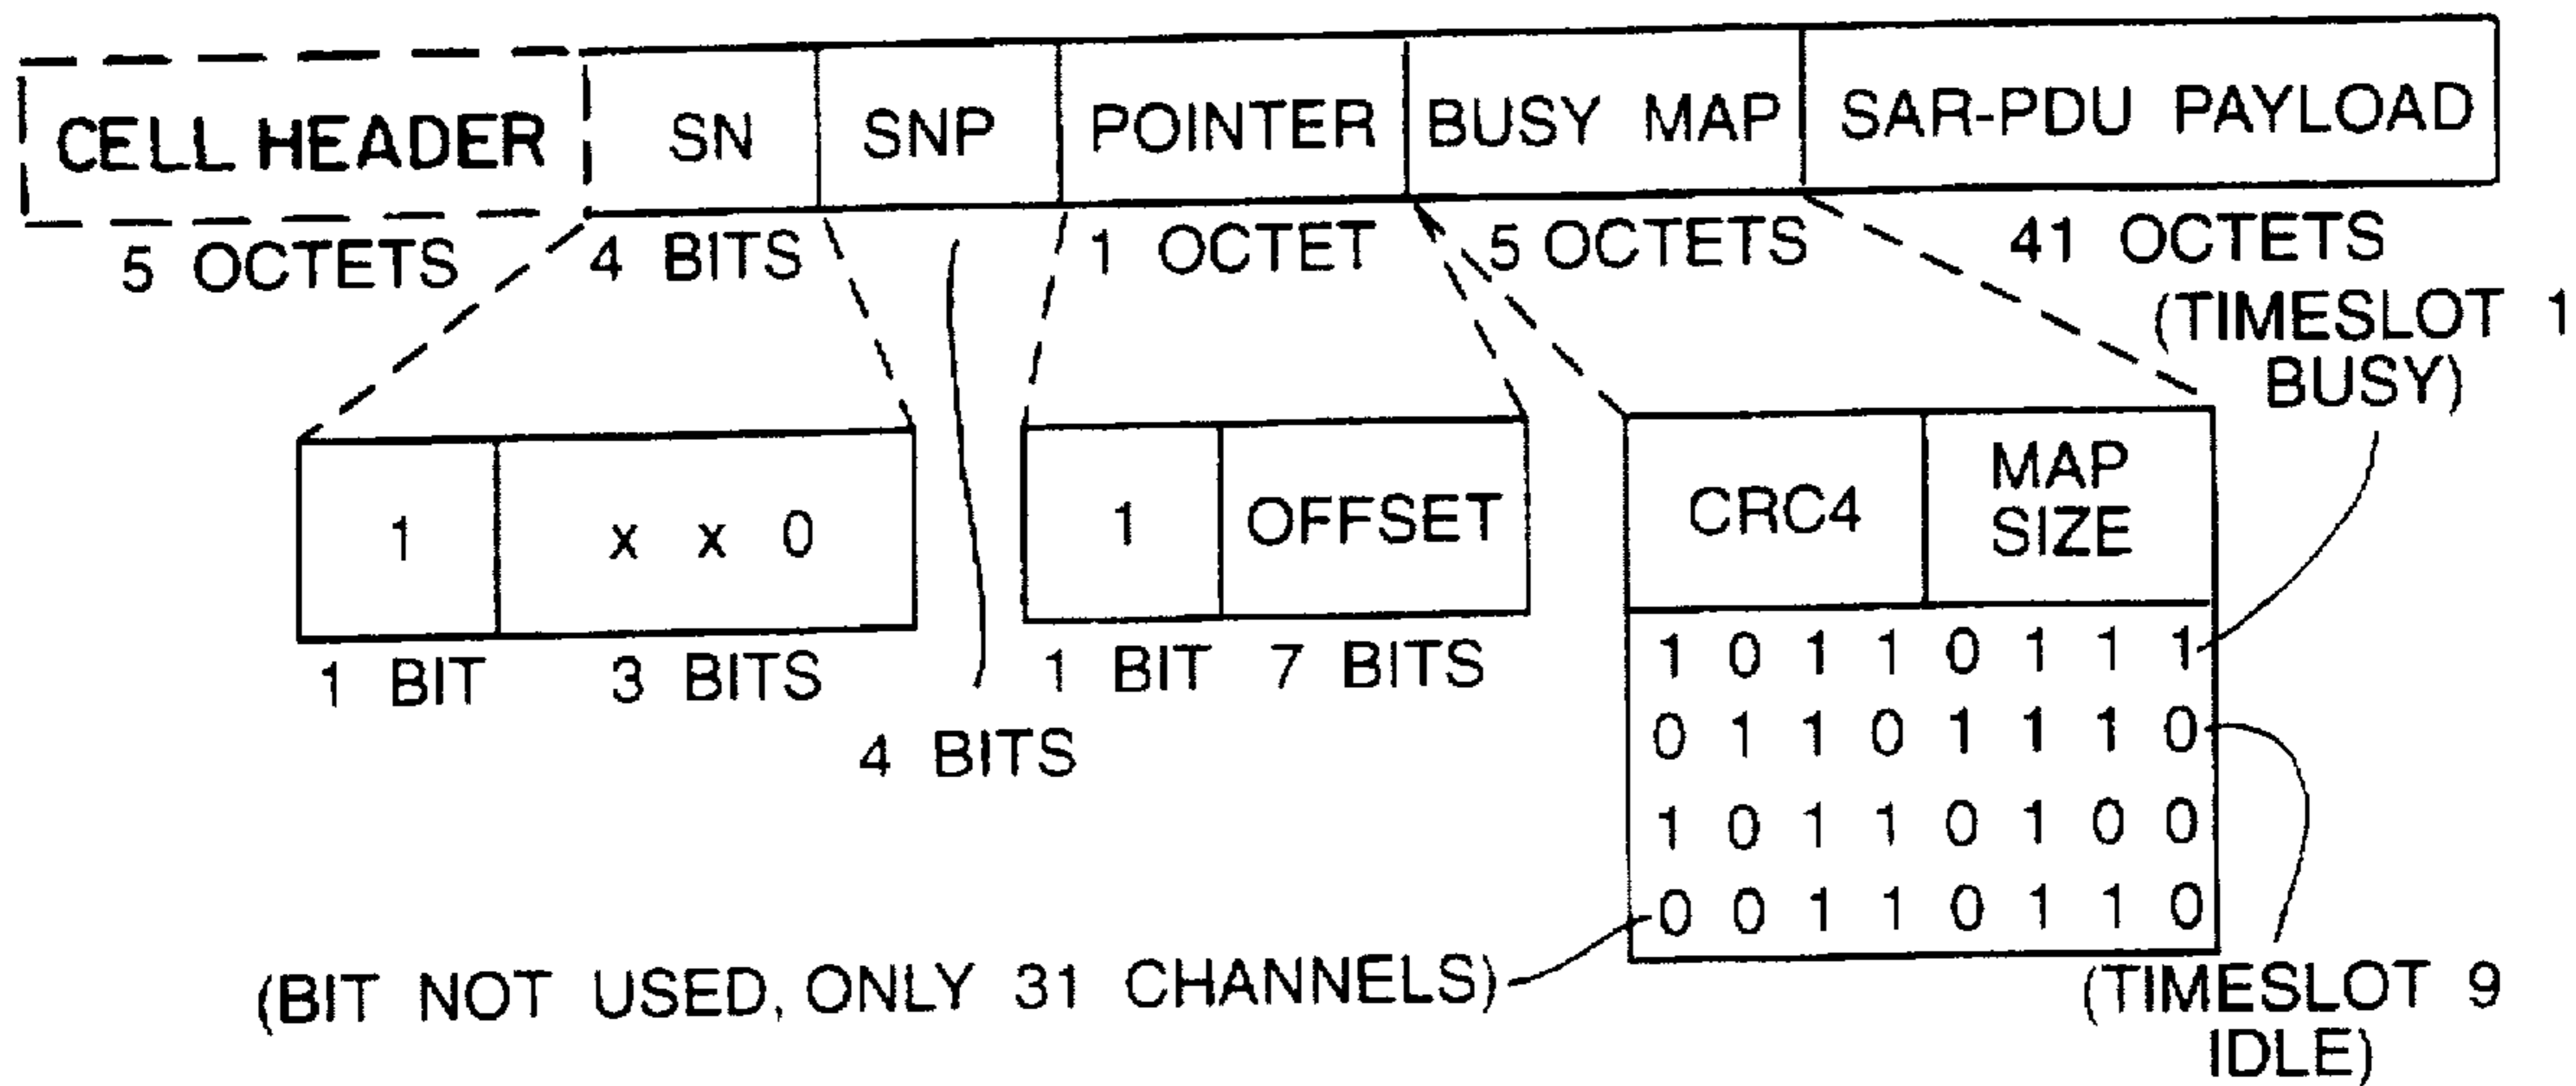 CELL HEADER SN SNP POINTER BUSY MAP SAR-PDU PAYLOAD
5 OCTETS 4 BITS 1 OCTET 5 OCTETS 41 OCTETS
(TIMESLOT 1
BUSY)
1 x x 0 1 OFFSET CRC4 MAP
SIZE
1 BIT 3 BITS 1 BIT 7 BITS
4 BITS
1 0 1 1 0 1 1 1
0 1 1 0 1 1 1 0
1 0 1 1 0 1 0 0
0 0 1 1 0 1 1 0
(BIT NOT USED, ONLY 31 CHANNELS)
(TIMESLOT 9
IDLE)